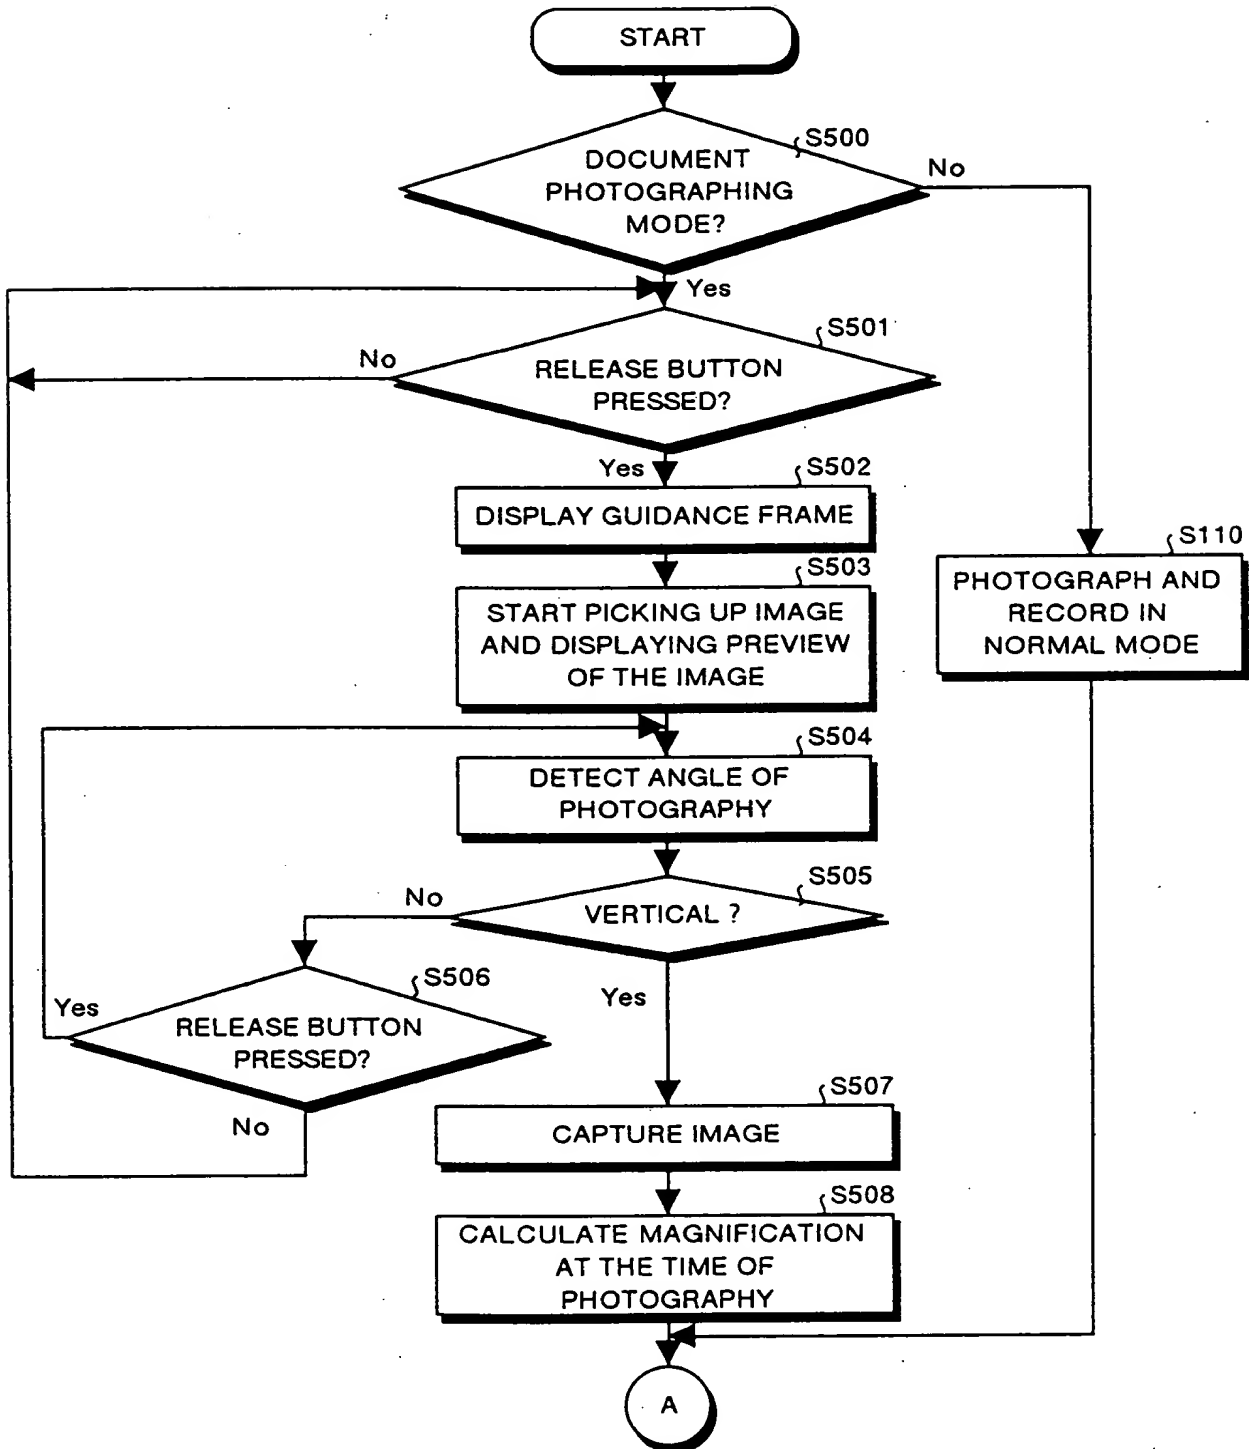 START
S500
DOCUMENT
PHOTOGRAPHING
MODE?
No
Yes
S501
No
RELEASE BUTTON
PRESSED?
Yes
S502
DISPLAY GUIDANCE FRAME
S503
START PICKING UP IMAGE
AND DISPLAYING PREVIEW
OF THE IMAGE
S110
PHOTOGRAPH AND
RECORD IN
NORMAL MODE
S504
DETECT ANGLE OF
PHOTOGRAPHY
S505
No
VERTICAL ?
Yes
S506
Yes
RELEASE BUTTON
PRESSED?
No
S507
CAPTURE IMAGE
S508
CALCULATE MAGNIFICATION
AT THE TIME OF
PHOTOGRAPHY
A